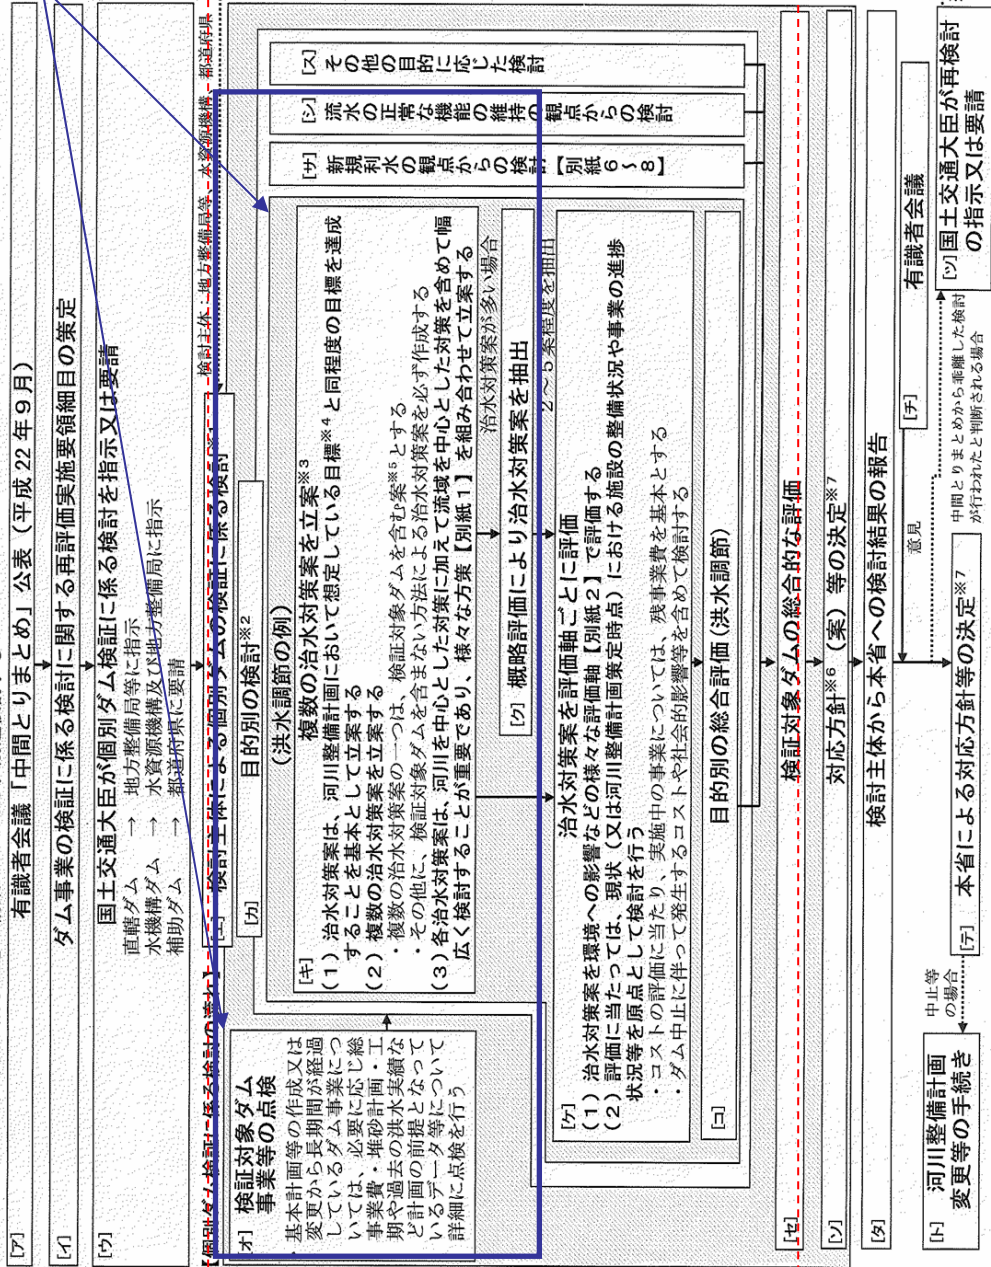 [ア] 有識者会議「中間とりまとめ」公表（平成22年9月）
[イ] ダム事業の検証に係る検討に関する再評価実施要領細目の策定
[ウ] 国土交通大臣が個別ダム検証に係る検討を指示又は要請
直轄ダム → 地方整備局等に指示
水機構ダム → 水資源機構及び地方整備局に指示
補助ダム → 都道府県に要請
【個別ダム検証に係る検討の流れ】
検討主体：地方整備局等、水資源機構、都道府県
[エ] 検討主体による個別ダムの検証に係る検討※1
[オ] 検証対象ダム
事業等の点検
・基本計画等の作成又は
変更から長期間が経過
しているダム事業につ
いては、必要に応じ総
事業費・堆砂計画・工
期や過去の洪水実績な
ど計画の前提となって
いるデータ等について
詳細に点検を行う
[カ] 目的別の検討※2
（洪水調節の例）
[キ] 複数の治水対策案を立案※3
（1）治水対策案は、河川整備計画において想定している目標※4と同程度の目標を達成
することを基本として立案する
（2）複数の治水対策案を立案する
・複数の治水対策案の一つは、検証対象ダムを含む案※5とする
・その他に、検証対象ダムを含まない方法による治水対策案を必ず作成する
（3）各治水対策案は、河川を中心とした対策に加えて流域を中心とした対策を含めて幅
広く検討することが重要であり、様々な方策【別紙1】を組み合わせて立案する
治水対策案が多い場合
[ク] 概略評価により治水対策案を抽出
2～5案程度を抽出
[ケ] 治水対策案を評価軸ごとに評価
（1）治水対策案を環境への影響などの様々な評価軸【別紙2】で評価する
（2）評価に当たっては、現状（又は河川整備計画策定時点）における施設の整備状況や事業の進捗
状況等を原点として検討を行う
・コストの評価に当たり、実施中の事業については、残事業費を基本とする
・ダム中止に伴って発生するコストや社会的影響等を含めて検討する
[コ] 目的別の総合評価（洪水調節）
[サ] 新規利水の観点からの検討【別紙6～8】
[シ] 流水の正常な機能の維持の観点からの検討
[ス] その他の目的に応じた検討
[セ] 検証対象ダムの総合的な評価
[ソ] 対応方針※6（案）等の決定※7
[タ] 検討主体から本省への検討結果の報告
[チ] 有識者会議
意見
中間とりまとめから乖離した検討
が行われたと判断される場合
[ツ] 国土交通大臣が再検討
の指示又は要請
[テ] 本省による対応方針等の決定※7
中止等
の場合
[ト] 河川整備計画
変更等の手続き